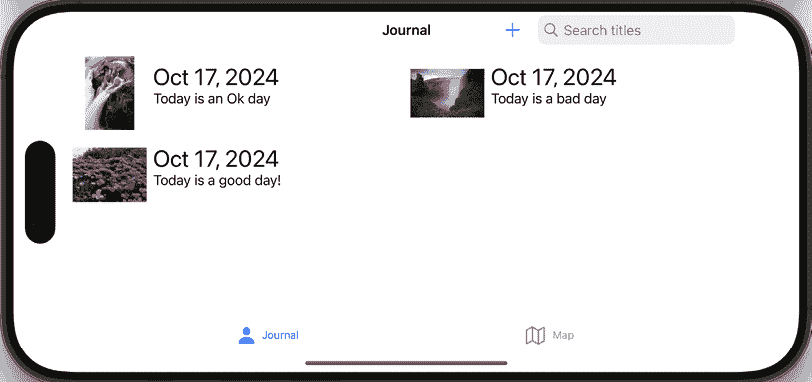 Journal
Search titles
Oct 17, 2024
Today is an Ok day
Oct 17, 2024
Today is a bad day
Oct 17, 2024
Today is a good day!
Journal
Map